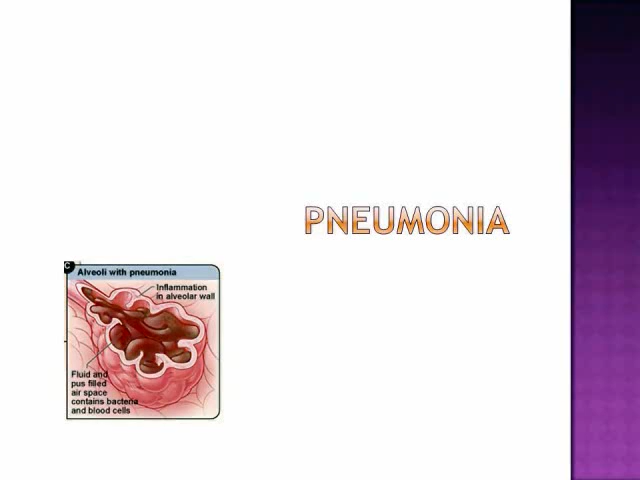 PNEUMONIA
C
Alveoli with pneumonia
Inflammation
in alveolar wall
Fluid and
pus filled
air space
contains bacteria
and blood cells